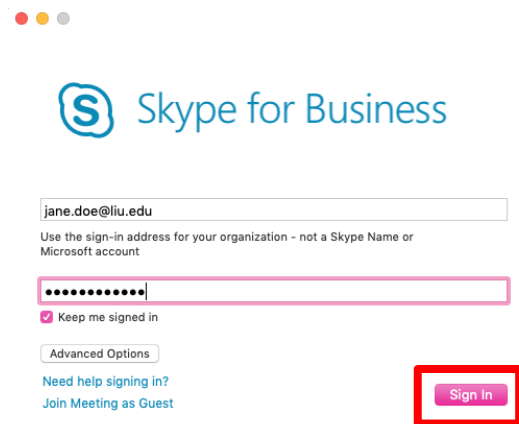 Skype for Business
jane.doe@liu.edu
Use the sign-in address for your organization - not a Skype Name or
Microsoft account
●●●●●●●●●●●●
Keep me signed in
Advanced Options
Need help signing in?
Join Meeting as Guest
Sign In